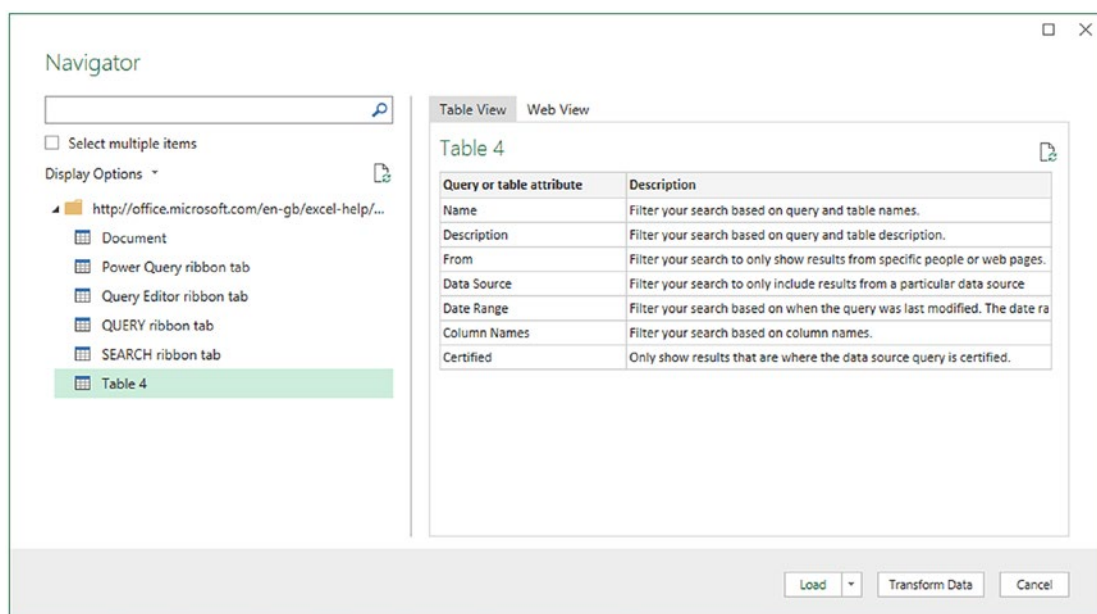 Navigator
Select multiple items
Display Options
http://office.microsoft.com/en-gb/excel-help/...
Document
Power Query ribbon tab
Query Editor ribbon tab
QUERY ribbon tab
SEARCH ribbon tab
Table 4
Table View Web View
Table 4
Query or table attribute Description
Name Filter your search based on query and table names.
Description Filter your search based on query and table description.
From Filter your search to only show results from specific people or web pages.
Data Source Filter your search to only include results from a particular data source
Date Range Filter your search based on when the query was last modified. The date ra
Column Names Filter your search based on column names.
Certified Only show results that are where the data source query is certified.
Load Transform Data Cancel